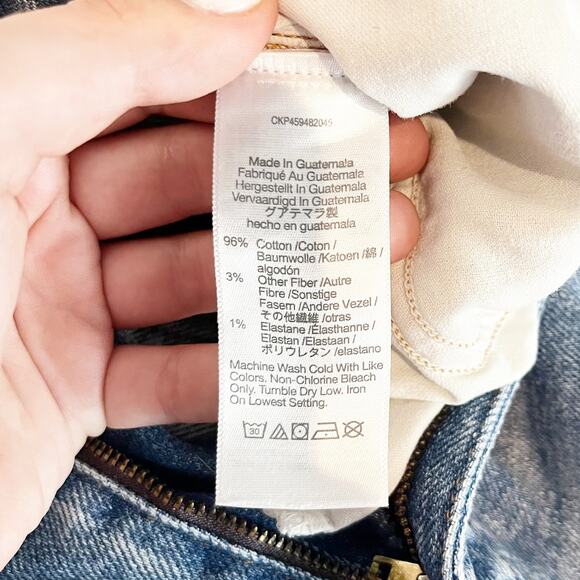 CKP459482045
Made In Guatemala
Fabriqué Au Guatemala
Hergestellt In Guatemala
Vervaardigd In Guatemala
グアテマラ製
hecho en guatemala
96% Cotton /Coton /
Baumwolle /Katoen /綿 /
algodón
3% Other Fiber /Autre
Fibre /Sonstige
Fasern /Andere Vezel /
その他繊維 /otras
1% Elastane /Élasthanne /
Elastan /Elastaan /
ポリウレタン /elastano
Machine Wash Cold With Like
Colors. Non-Chlorine Bleach
Only. Tumble Dry Low. Iron
On Lowest Setting.
30